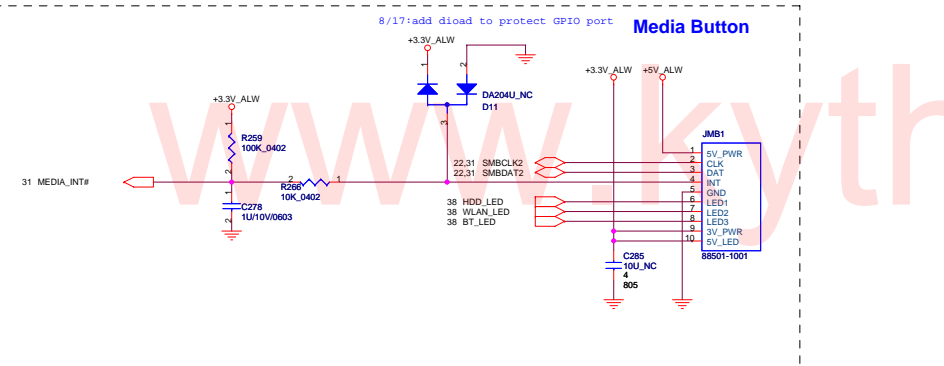 8/17:add dioad to protect GPIO port
Media Button
+3.3V_ALW
1
2
DA204U_NC
D11
3
+3.3V_ALW
+5V_ALW
+3.3V_ALW
1
R259
100K_0402
2
31 MEDIA_INT#
2
R266
10K_0402
1
1
C278
1U/10V/0603
2
22,31 SMBCLK2
22,31 SMBDAT2
38 HDD_LED
38 WLAN_LED
38 BT_LED
JMB1
1 5V_PWR
2 CLK
3 DAT
4 INT
5 GND
6 LED1
7 LED2
8 LED3
9 3V_PWR
10 5V_LED
88501-1001
C285
10U_NC
4
805
www.kyth